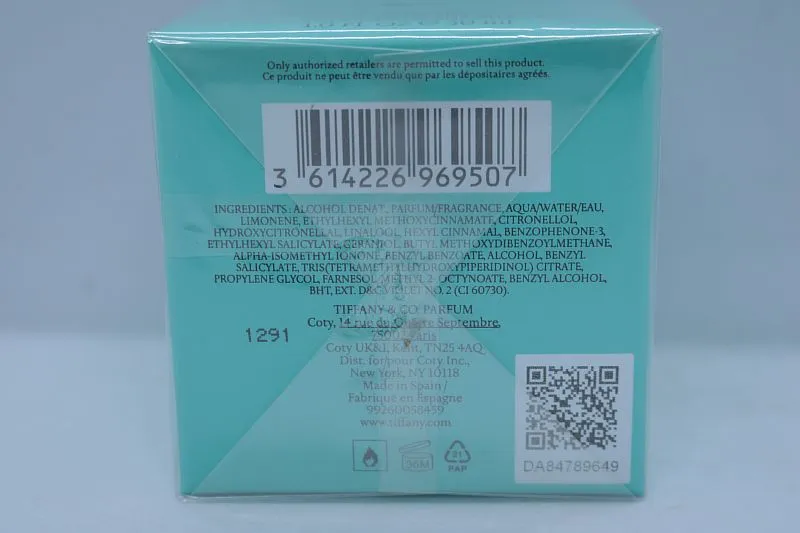 Only authorized retailers are permitted to sell this product.
Ce produit ne peut être vendu que par les dépositaires agréés.
3 614226 969507
INGREDIENTS : ALCOHOL DENAT., PARFUM/FRAGRANCE, AQUA/WATER/EAU,
LIMONENE, ETHYLHEXYL METHOXYCINNAMATE, CITRONELLOL,
HYDROXYCITRONELLAL, LINALOOL, HEXYL CINNAMAL, BENZOPHENONE-3,
ETHYLHEXYL SALICYLATE, GERANIOL, BUTYL METHOXYDIBENZOYLMETHANE,
ALPHA-ISOMETHYL IONONE, BENZYL BENZOATE, ALCOHOL, BENZYL
SALICYLATE, TRIS(TETRAMETHYLHYDROXYPIPERIDINOL) CITRATE,
PROPYLENE GLYCOL, FARNESOL, METHYL 2-OCTYNOATE, BENZYL ALCOHOL,
BHT, EXT. D&C VIOLET NO. 2 (CI 60730).
TIFFANY & CO. PARFUM
Coty, 14 rue du Quatre Septembre,
75002 Paris
1291
Coty UK&I, Kent, TN25 4AQ
Dist. for/pour Coty Inc.,
New York, NY 10118
Made in Spain /
Fabriqué en Espagne
99260058459
www.tiffany.com
36M
21
PAP
DA84789649